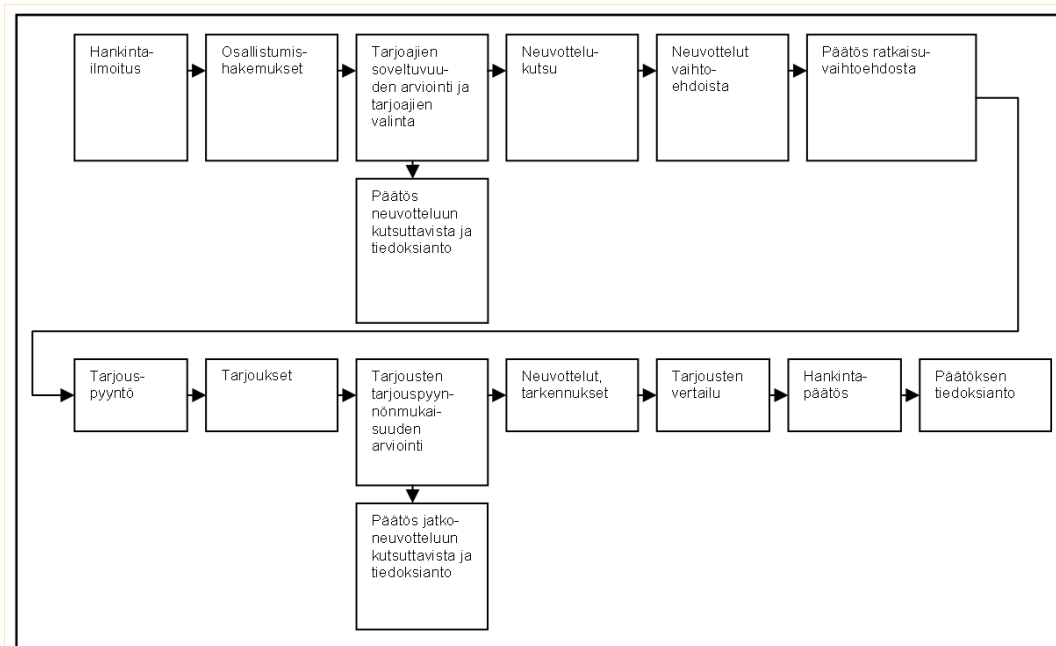 Hankinta-
ilmoitus
Osallistumis-
hakemukset
Tarjoajien
soveltuvuu-
den arviointi ja
tarjoajien
valinta
Neuvottelu-
kutsu
Neuvottelut
vaihto-
ehdoista
Päätös ratkaisu-
vaihtoehdosta
Päätös
neuvotteluun
kutsuttavista ja
tiedoksianto
Tarjous-
pyyntö
Tarjoukset
Tarjousten
tarjouspyyn-
nönmukai-
suuden
arviointi
Neuvottelut,
tarkennukset
Tarjousten
vertailu
Hankinta-
päätös
Päätöksen
tiedoksianto
Päätös jatko-
neuvotteluun
kutsuttavista ja
tiedoksianto